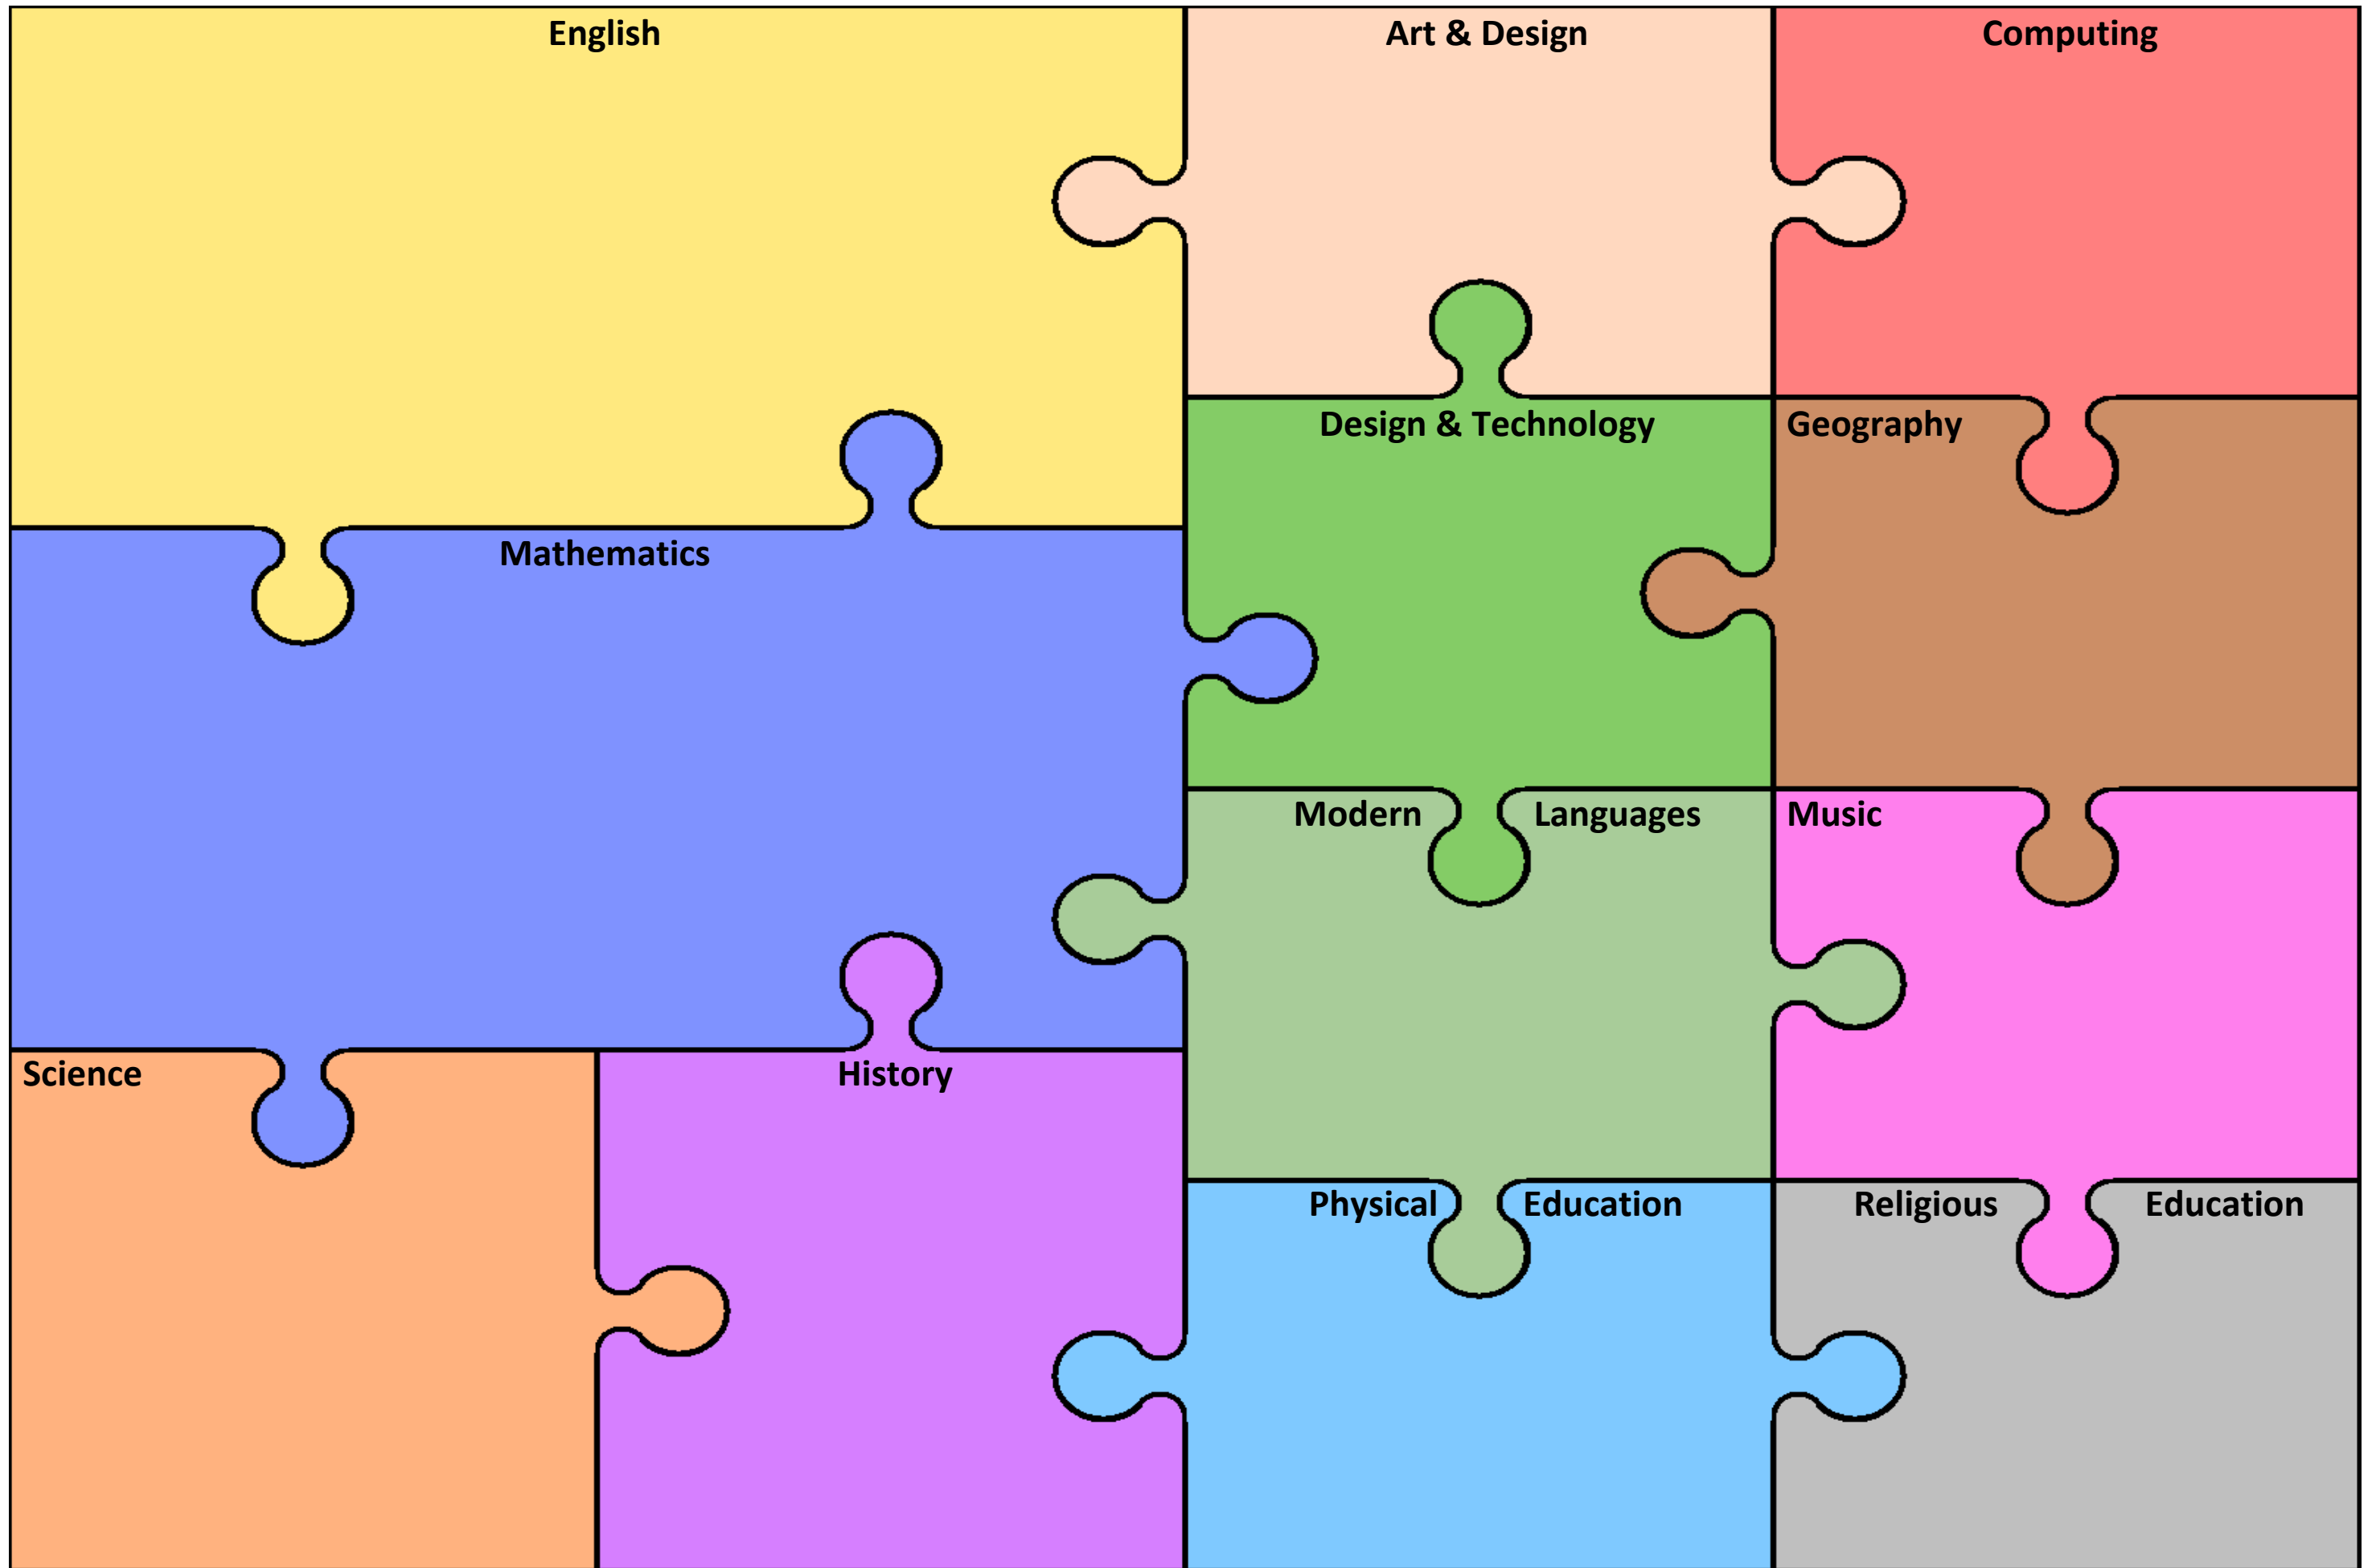 English
Art & Design
Computing
Design & Technology
Geography
Mathematics
Modern Languages
Music
Science
History
Physical Education
Religious Education